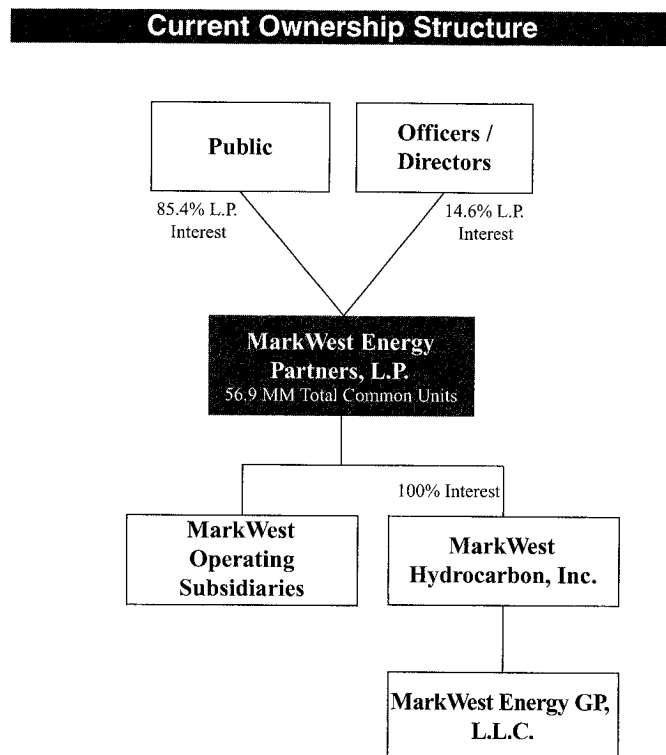 Current Ownership Structure
Public
Officers /
Directors
85.4% L.P.
Interest
14.6% L.P.
Interest
MarkWest Energy
Partners, L.P.
56.9 MM Total Common Units
100% Interest
MarkWest
Operating
Subsidiaries
MarkWest
Hydrocarbon, Inc.
MarkWest Energy GP,
L.L.C.